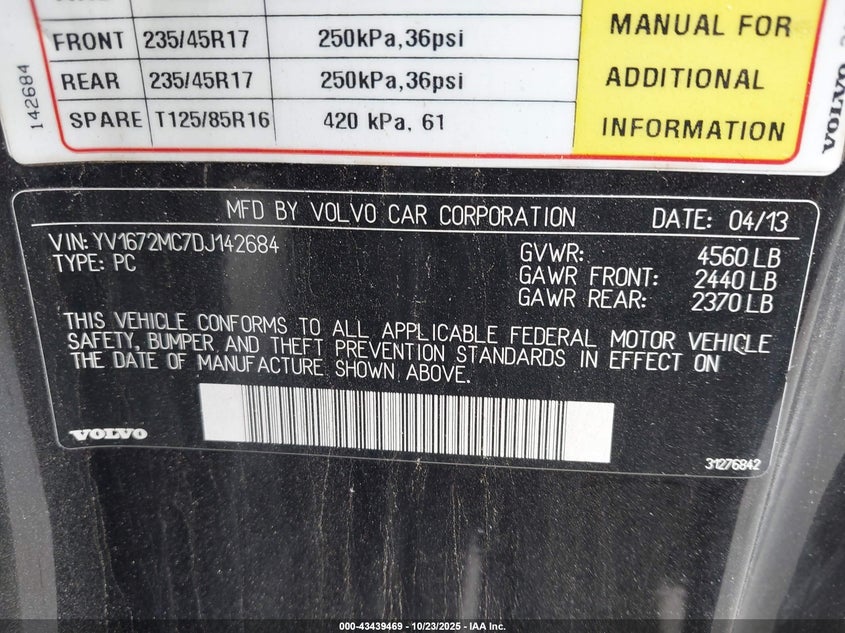 FRONT 235/45R17 250kPa,36psi
REAR 235/45R17 250kPa,36psi
SPARE T125/85R16 420 kPa, 61
MANUAL FOR
ADDITIONAL
INFORMATION
142684
VOLVO
MFD BY VOLVO CAR CORPORATION DATE: 04/13
VIN: YV1672MC7DJ142684
TYPE: PC
GVWR: 4560 LB
GAWR FRONT: 2440 LB
GAWR REAR: 2370 LB
THIS VEHICLE CONFORMS TO ALL APPLICABLE FEDERAL MOTOR VEHICLE
SAFETY, BUMPER AND THEFT PREVENTION STANDARDS IN EFFECT ON
THE DATE OF MANUFACTURE SHOWN ABOVE.
VOLVO
31276842
000-43439469 - 10/23/2025 - IAA Inc.